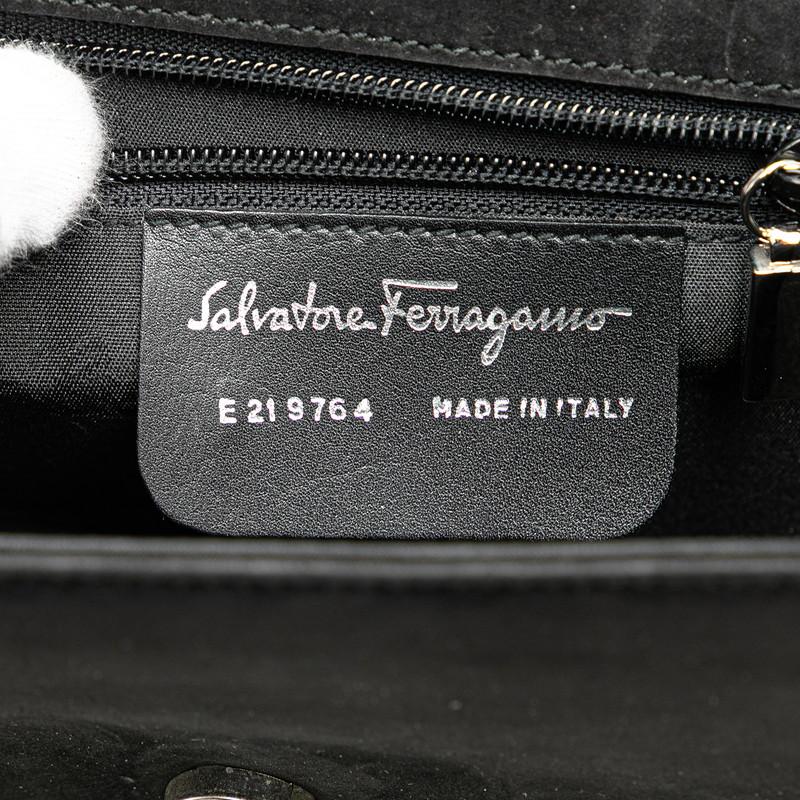 Salvatore Ferragamo
E 21 9764 MADE IN ITALY